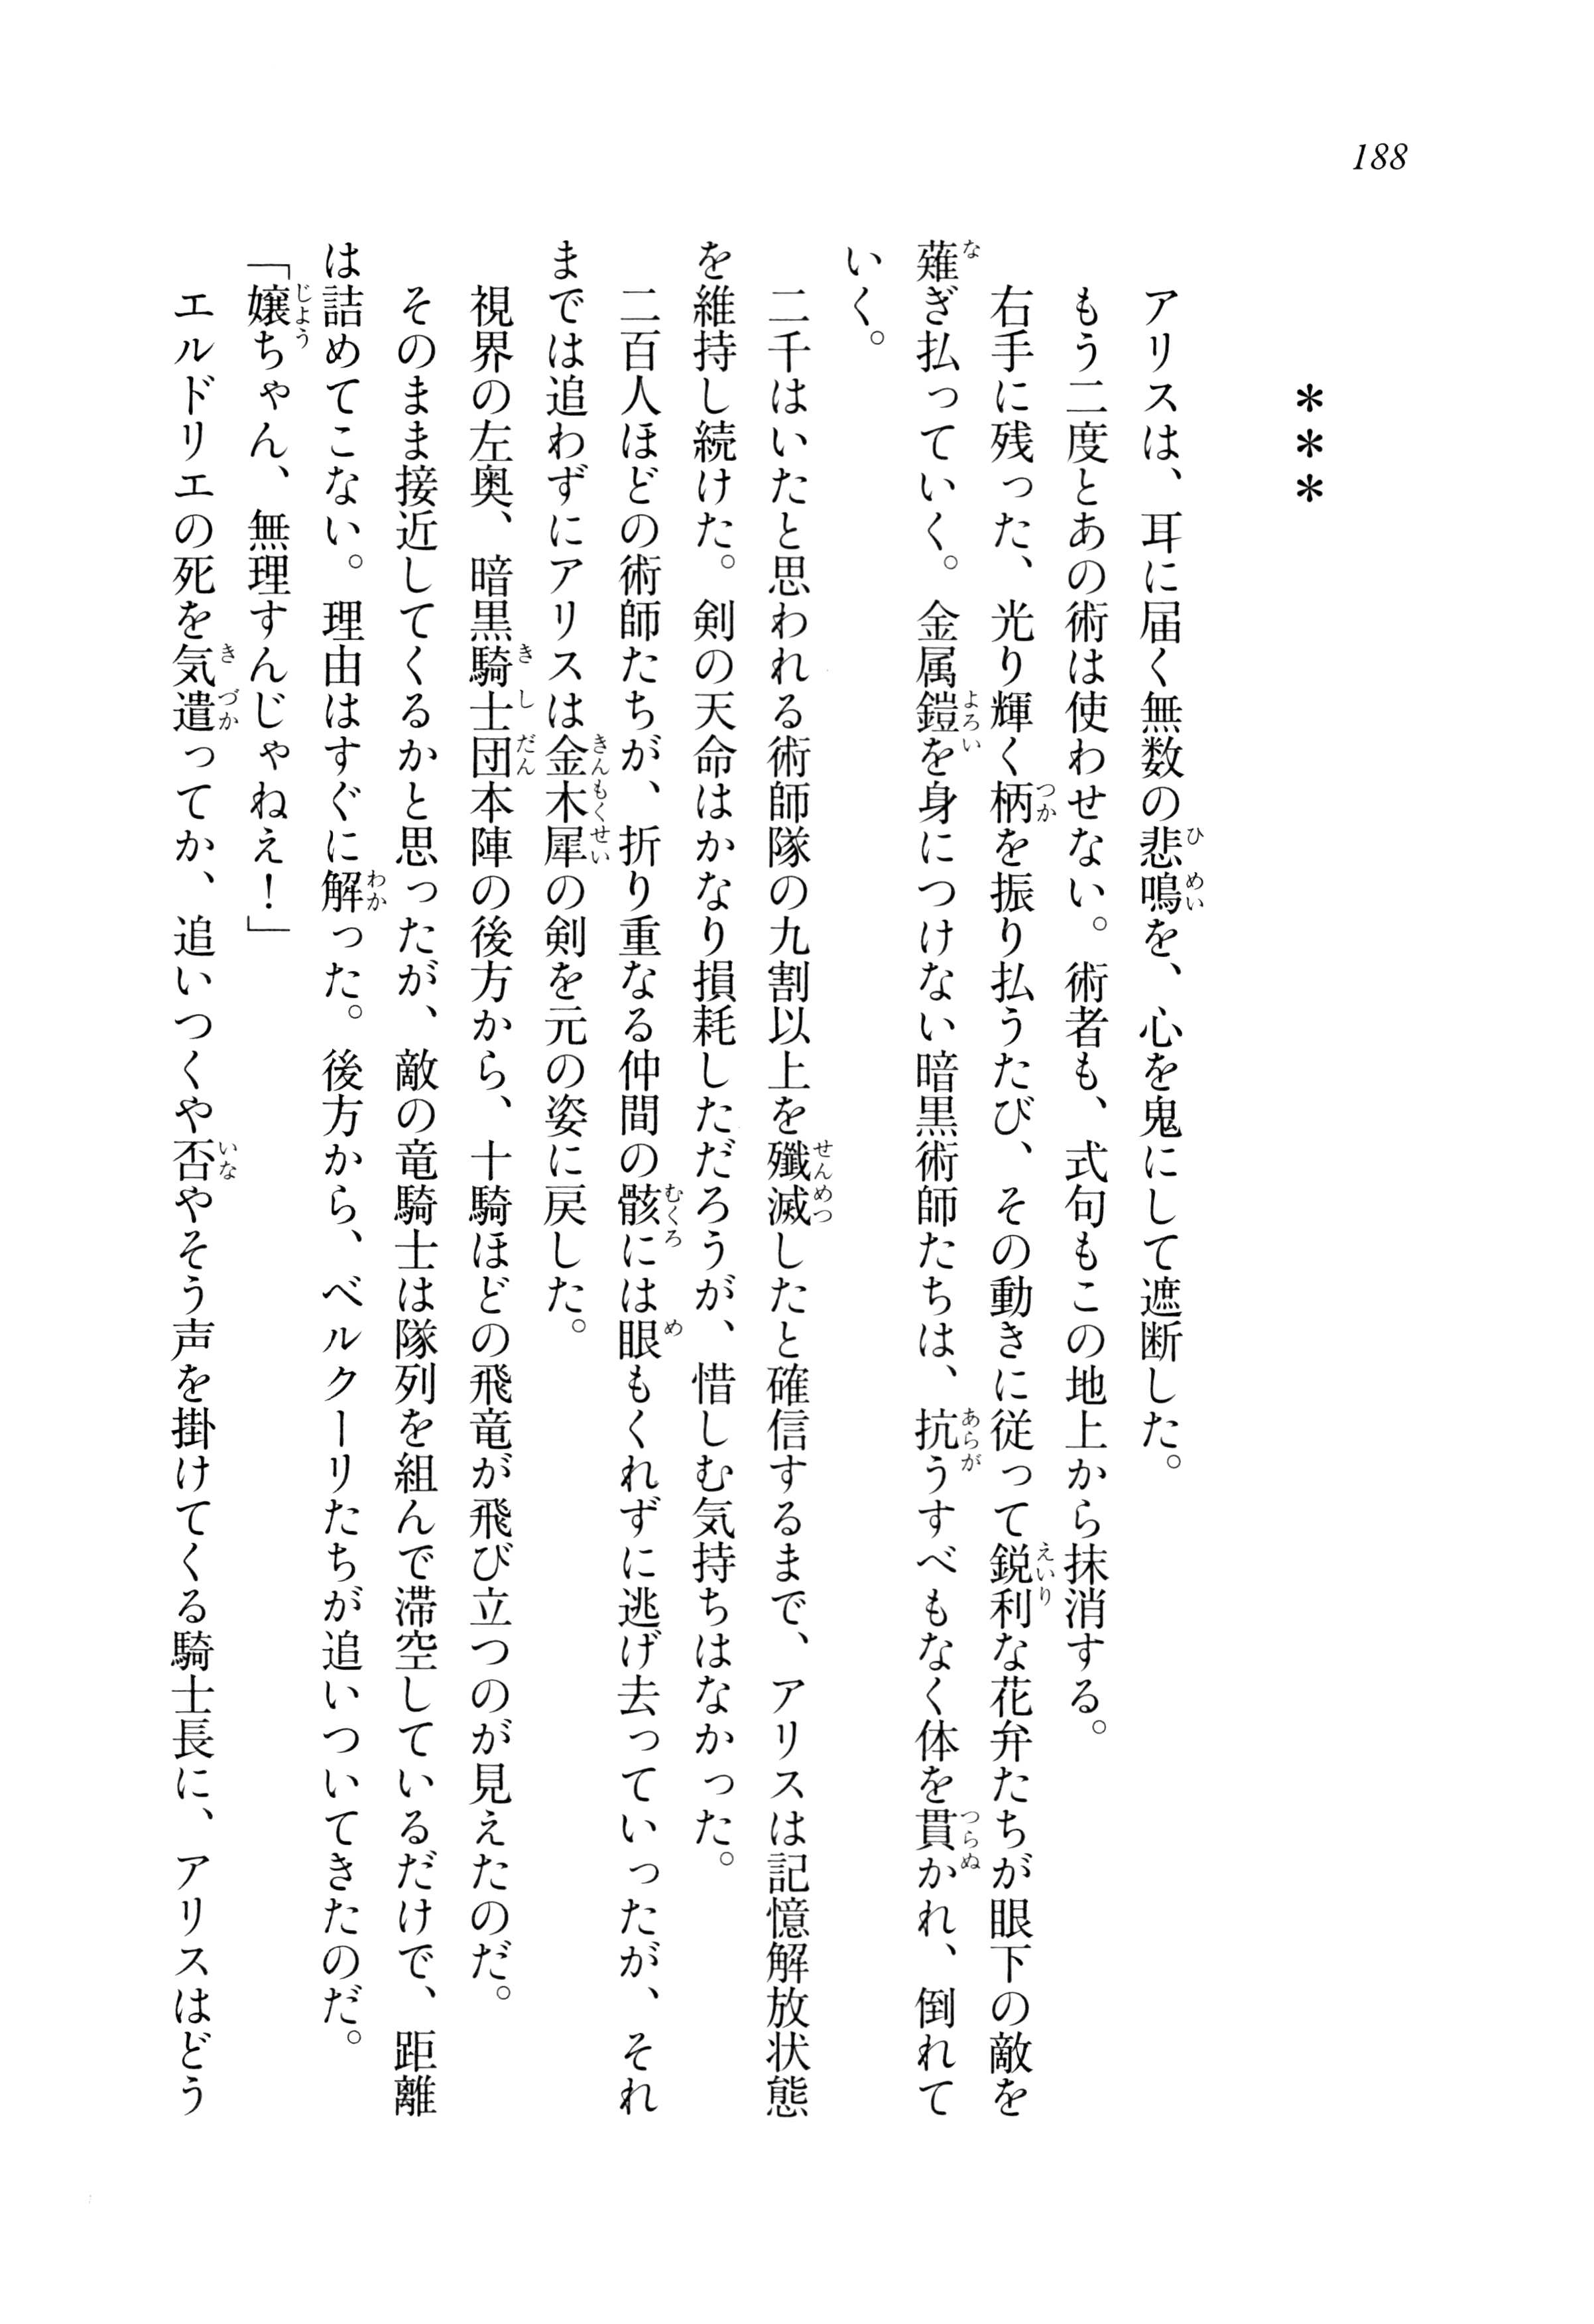 188
＊＊＊
アリスは、耳に届く無数の悲鳴を、心を鬼にして遮断した。
もう二度とあの術は使わせない。術者も、式句もこの地上から抹消する。
右手に残った、光り輝く柄を振り払うたび、その動きに従って鋭利な花弁たちが眼下の敵を
薙ぎ払っていく。金属鎧を身につけない暗黒術師たちは、抗うすべもなく体を貫かれ、倒れて
いく。
二千はいたと思われる術師隊の九割以上を殲滅したと確信するまで、アリスは記憶解放状態
を維持し続けた。剣の天命はかなり損耗しただろうが、惜しむ気持ちはなかった。
二百人ほどの術師たちが、折り重なる仲間の骸には眼もくれずに逃げ去っていったが、それ
までは追わずにアリスは金木犀の剣を元の姿に戻した。
視界の左奥、暗黒騎士団本陣の後方から、十騎ほどの飛竜が飛び立つのが見えたのだ。
そのまま接近してくるかと思ったが、敵の竜騎士は隊列を組んで滞空しているだけで、距離
は詰めてこない。理由はすぐに解った。後方から、ベルクーリたちが追いついてきたのだ。
「嬢ちゃん、無理すんじゃねえ！」
エルドリエの死を気遣ってか、追いつくや否やそう声を掛けてくる騎士長に、アリスはどう